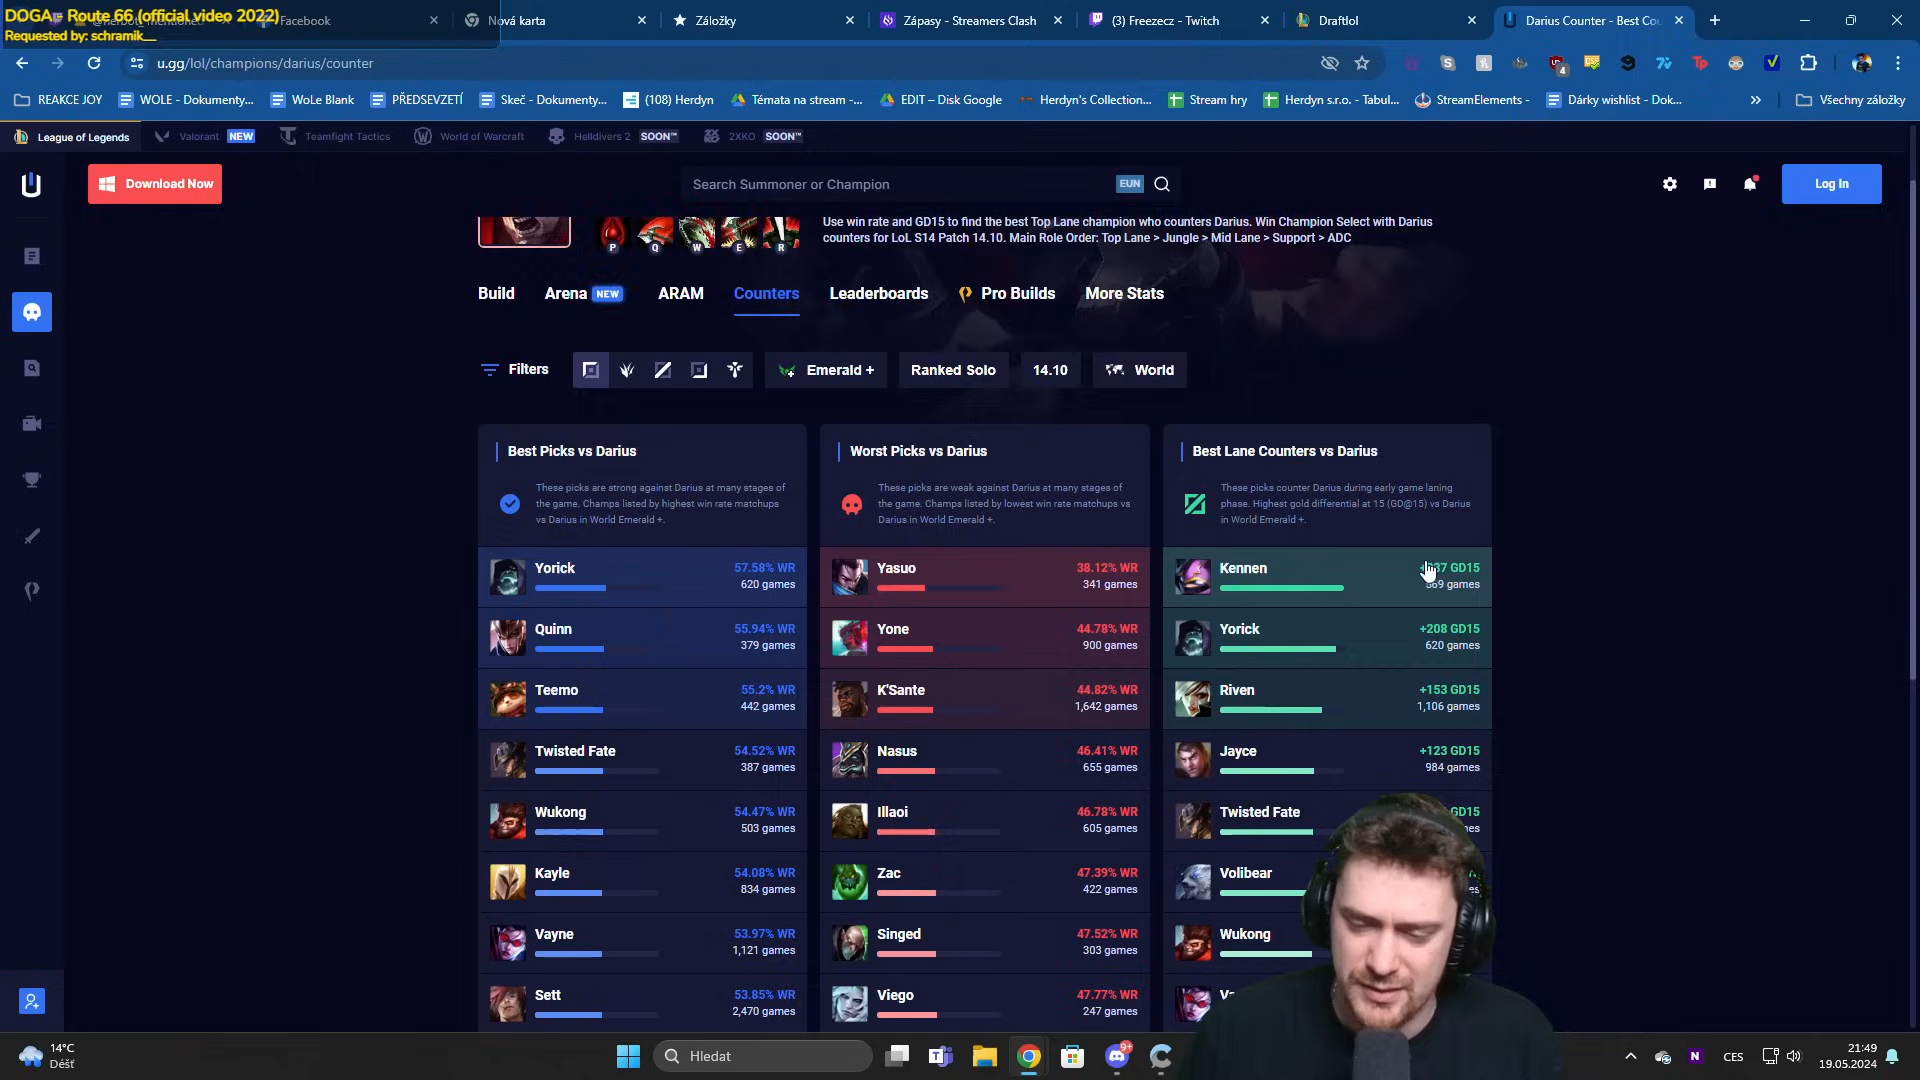 DOGA - Route 66 (official video 2022)
Requested by: schramik__
Facebook
Nová karta
Záložky
Zápasy - Streamers Clash
(3) Freezecz - Twitch
Draftlol
Darius Counter - Best Co
u.gg/lol/champions/darius/counter
4
REAKCE JOY
WOLE - Dokumenty...
WoLe Blank
PŘEDSEVZETÍ
Skeč - Dokumenty...
(108) Herdyn
Témata na stream -...
EDIT – Disk Google
Herdyn's Collection...
Stream hry
Herdyn s.r.o. - Tabul...
StreamElements -
Dárky wishlist - Dok...
»
Všechny záložky
League of Legends
Valorant NEW
Teamfight Tactics
World of Warcraft
Helldivers 2 SOON™
2XKO SOON™
Download Now
Search Summoner or Champion
EUN
Log In
P Q W E R
Use win rate and GD15 to find the best Top Lane champion who counters Darius. Win Champion Select with Darius
counters for LoL S14 Patch 14.10. Main Role Order: Top Lane > Jungle > Mid Lane > Support > ADC
Build
Arena NEW
ARAM
Counters
Leaderboards
Pro Builds
More Stats
Filters
Emerald +
Ranked Solo
14.10
World
Best Picks vs Darius
These picks are strong against Darius at many stages of
the game. Champs listed by highest win rate matchups
vs Darius in World Emerald +.
Yorick 57.58% WR
620 games
Quinn 55.94% WR
379 games
Teemo 55.2% WR
442 games
Twisted Fate 54.52% WR
387 games
Wukong 54.47% WR
503 games
Kayle 54.08% WR
834 games
Vayne 53.97% WR
1,121 games
Sett 53.85% WR
2,470 games
Worst Picks vs Darius
These picks are weak against Darius at many stages of
the game. Champs listed by lowest win rate matchups vs
Darius in World Emerald +.
Yasuo 38.12% WR
341 games
Yone 44.78% WR
900 games
K'Sante 44.82% WR
1,642 games
Nasus 46.41% WR
655 games
Illaoi 46.78% WR
605 games
Zac 47.39% WR
422 games
Singed 47.52% WR
303 games
Viego 47.77% WR
247 games
Best Lane Counters vs Darius
These picks counter Darius during early game laning
phase. Highest gold differential at 15 (GD@15) vs Darius
in World Emerald +.
Kennen GD15
games
Yorick +208 GD15
620 games
Riven +153 GD15
1,106 games
Jayce +123 GD15
984 games
Twisted Fate GD15
Volibear
Wukong
14°C
Déšť
Hledat
9+
N
CES
21:49
19.05.2024